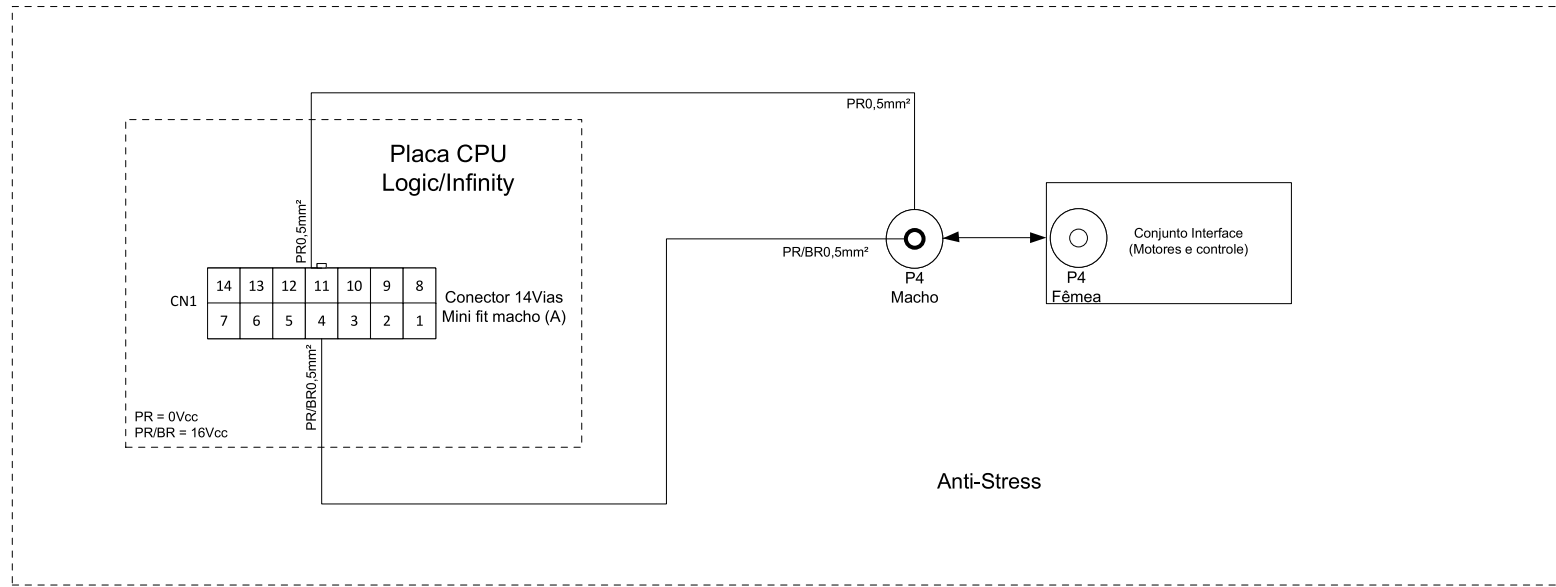 PR0,5mm²
Placa CPU
Logic/Infinity
PR0,5mm²
PR/BR0,5mm²
P4
Macho
Conjunto Interface
(Motores e controle)
P4
Fêmea
CN1
14 13 12 11 10 9 8
7 6 5 4 3 2 1
Conector 14Vias
Mini fit macho (A)
PR/BR0,5mm²
PR = 0Vcc
PR/BR = 16Vcc
Anti-Stress